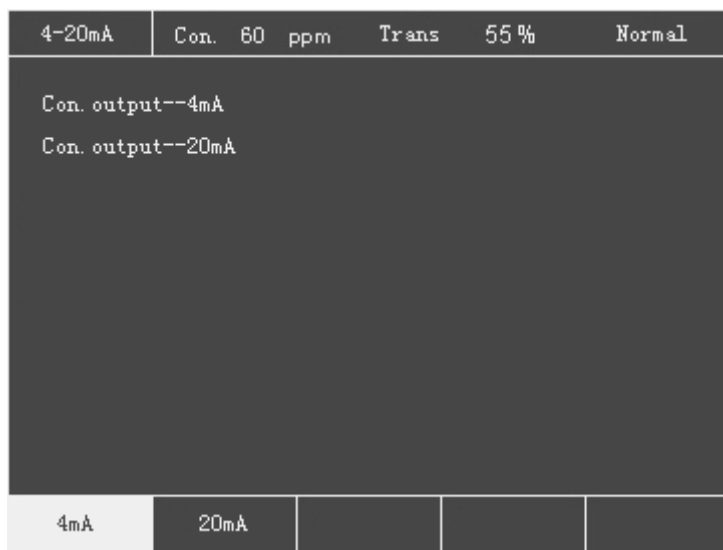 4-20mA Con. 60 ppm Trans 55% Normal
Con. output--4mA
Con. output--20mA
4mA 20mA